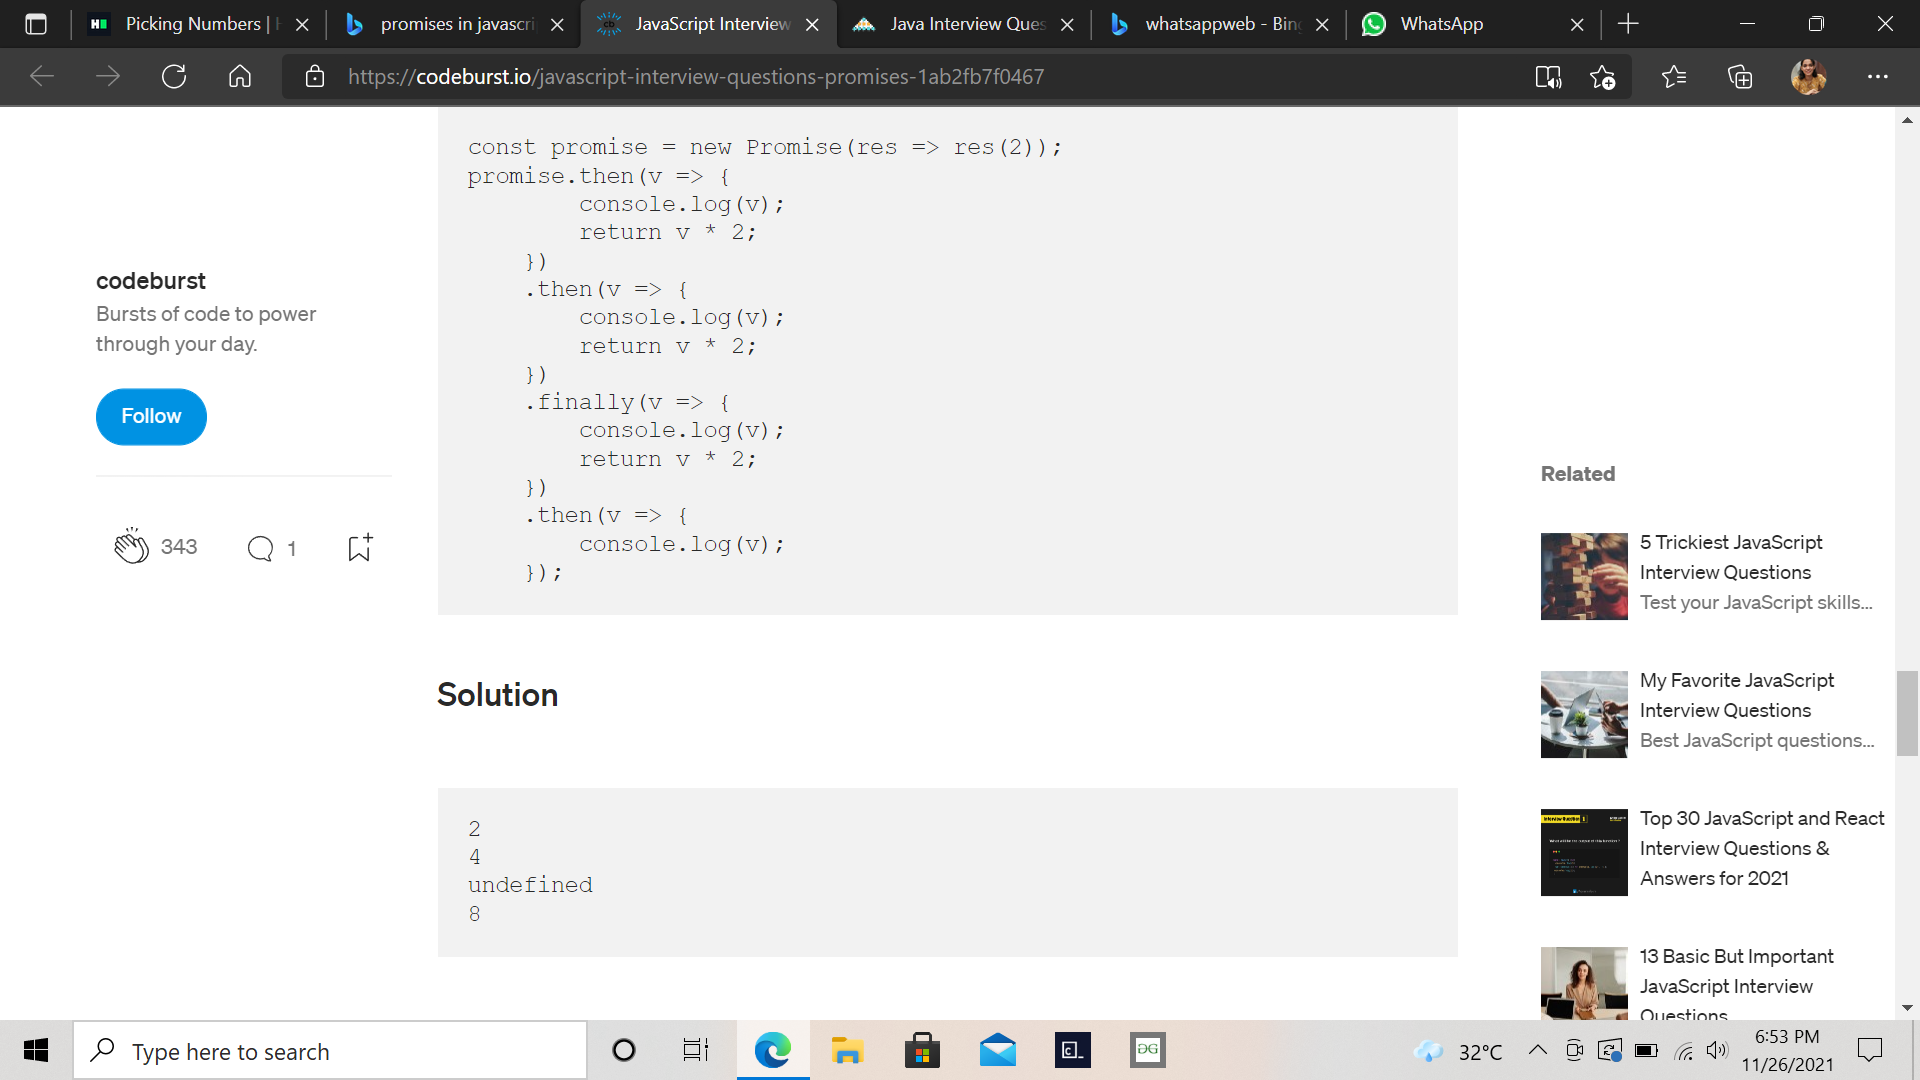 Picking Numbers |
promises in javascri
JavaScript Interview
Java Interview Ques
whatsappweb - Bing
WhatsApp
https://codeburst.io/javascript-interview-questions-promises-1ab2fb7f0467
const promise = new Promise(res => res(2));
promise.then(v => {
console.log(v);
return v * 2;
})
.then(v => {
console.log(v);
return v * 2;
})
.finally(v => {
console.log(v);
return v * 2;
})
.then(v => {
console.log(v);
});
codeburst
Bursts of code to power
through your day.
Follow
343
1
Solution
2
4
undefined
8
Related
5 Trickiest JavaScript
Interview Questions
Test your JavaScript skills...
My Favorite JavaScript
Interview Questions
Best JavaScript questions...
Top 30 JavaScript and React
Interview Questions &
Answers for 2021
13 Basic But Important
JavaScript Interview
Questions
Type here to search
32°C
6:53 PM
11/26/2021